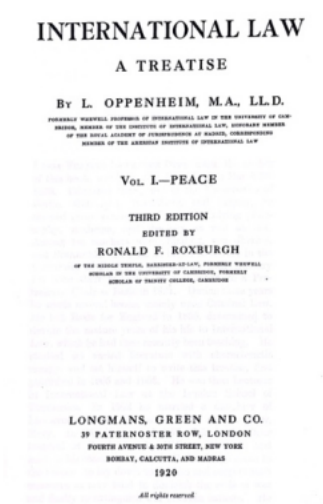 INTERNATIONAL LAW
A TREATISE
BY L. OPPENHEIM, M.A., LL.D.
FORMERLY WHEWELL PROFESSOR OF INTERNATIONAL LAW IN THE UNIVERSITY OF CAM-
BRIDGE, MEMBER OF THE INSTITUTE OF INTERNATIONAL LAW, HONORARY MEMBER
OF THE ROYAL ACADEMY OF JURISPRUDENCE AT MADRID, CORRESPONDING
MEMBER OF THE AMERICAN INSTITUTE OF INTERNATIONAL LAW
VOL. I.—PEACE
THIRD EDITION
EDITED BY
RONALD F. ROXBURGH
OF THE MIDDLE TEMPLE, BARRISTER-AT-LAW, FORMERLY WHEWELL
SCHOLAR IN THE UNIVERSITY OF CAMBRIDGE, FORMERLY
SCHOLAR OF TRINITY COLLEGE, CAMBRIDGE
LONGMANS, GREEN AND CO.
39 PATERNOSTER ROW, LONDON
FOURTH AVENUE & 30TH STREET, NEW YORK
BOMBAY, CALCUTTA, AND MADRAS
1920
All rights reserved